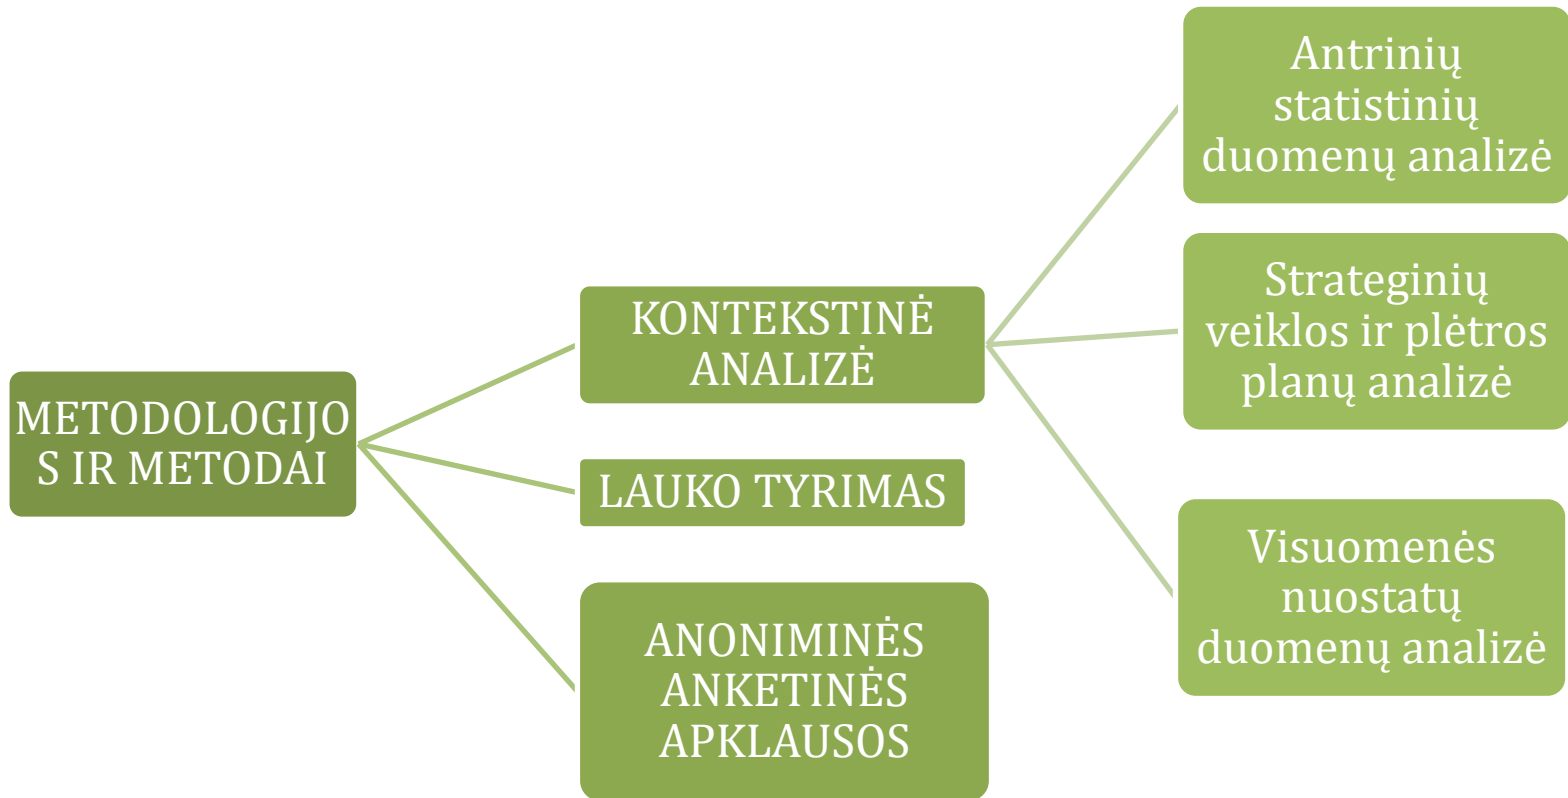 METODOLOGIJO
S IR METODAI
KONTEKSTINĖ
ANALIZĖ
LAUKO TYRIMAS
ANONIMINĖS
ANKETINĖS
APKLAUSOS
Antrinių
statistinių
duomenų analizė
Strateginių
veiklos ir plėtros
planų analizė
Visuomenės
nuostatų
duomenų analizė